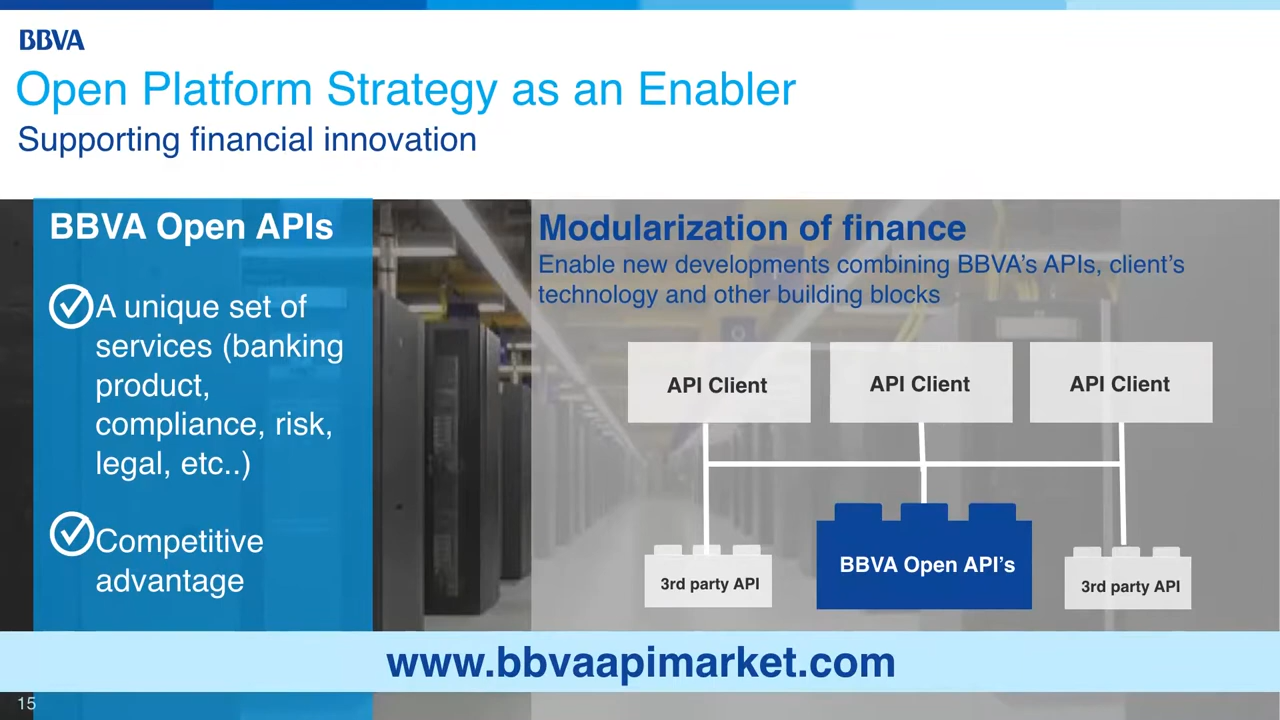 BBVA
Open Platform Strategy as an Enabler
Supporting financial innovation
BBVA Open APIs
A unique set of
services (banking
product,
compliance, risk,
legal, etc..)
Competitive
advantage
Modularization of finance
Enable new developments combining BBVA's APIs, client's
technology and other building blocks
API Client
API Client
API Client
3rd party API
BBVA Open API's
3rd party API
www.bbvaapimarket.com
15